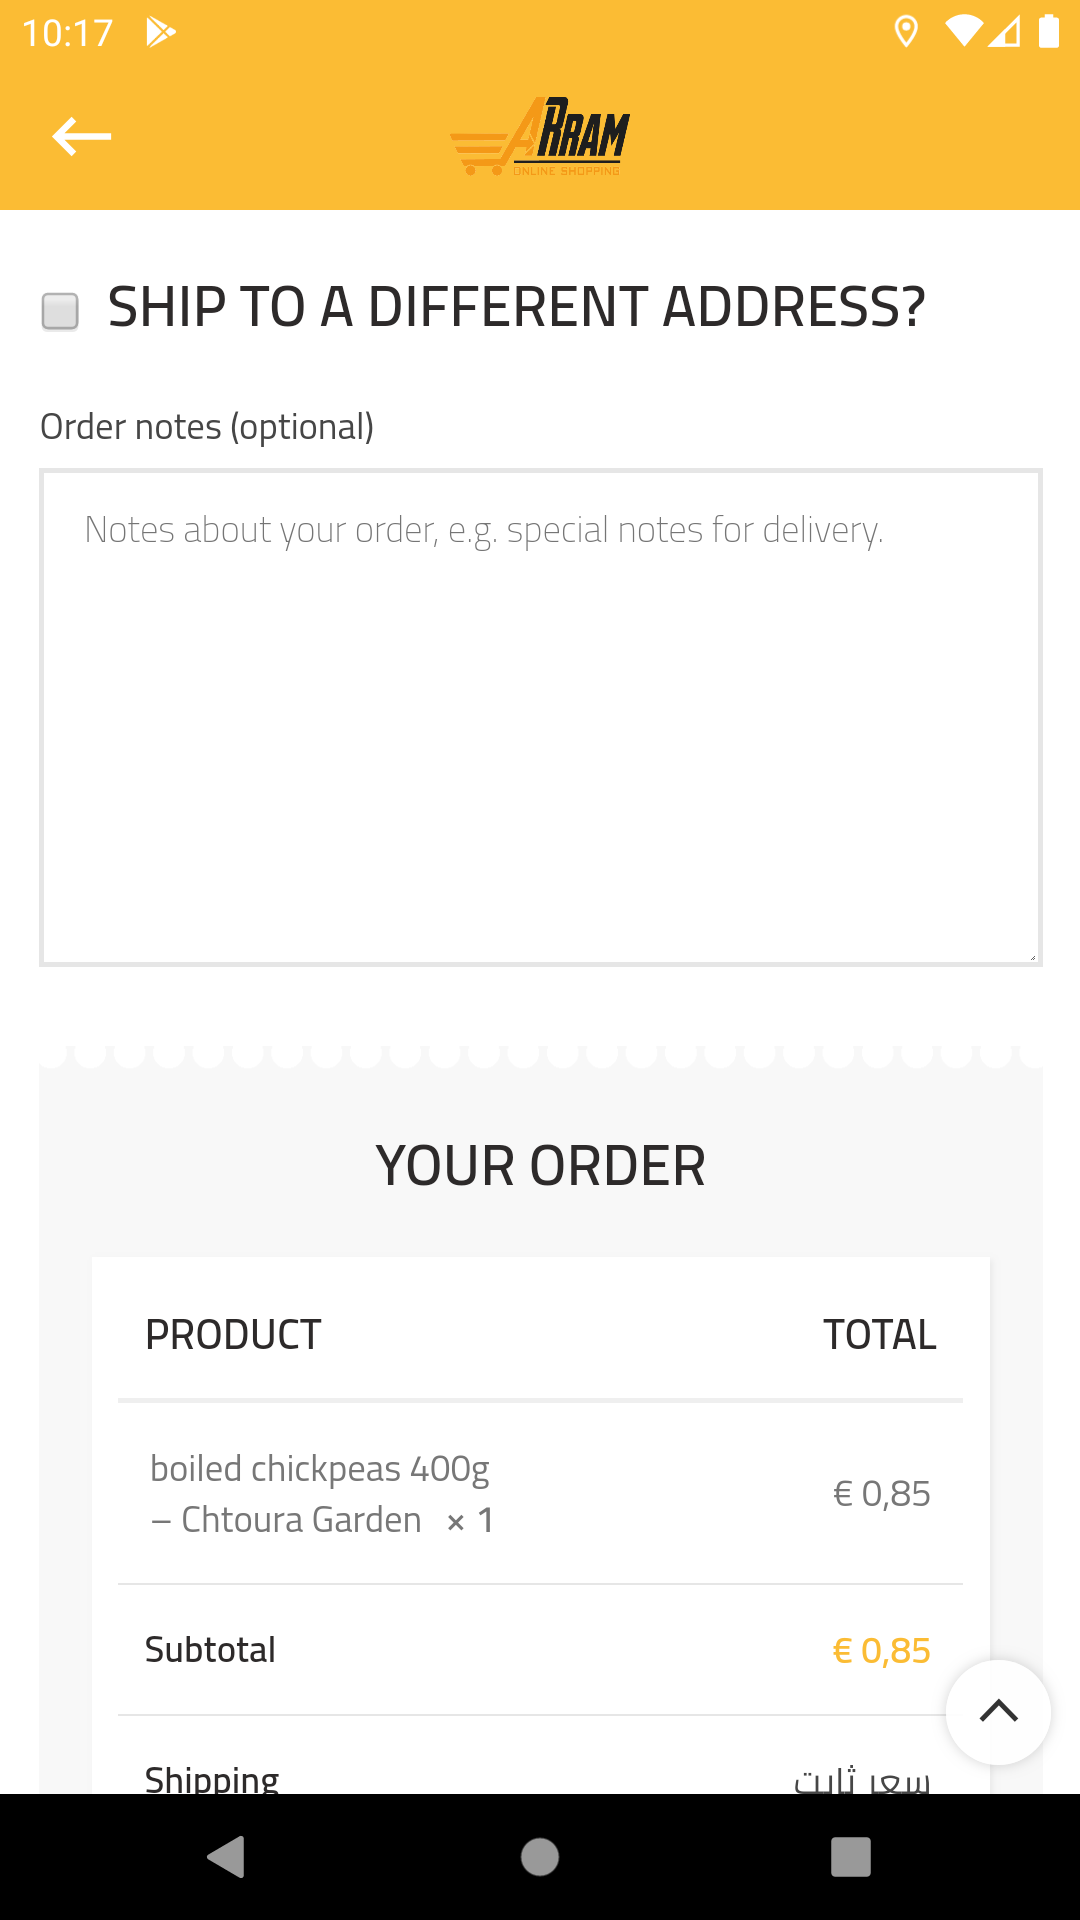 10:17
ARRAM
ONLINE SHOPPING
SHIP TO A DIFFERENT ADDRESS?
Order notes (optional)
Notes about your order, e.g. special notes for delivery.
YOUR ORDER
PRODUCT TOTAL
boiled chickpeas 400g
– Chtoura Garden × 1
€ 0,85
Subtotal € 0,85
Shipping سعر ثابت